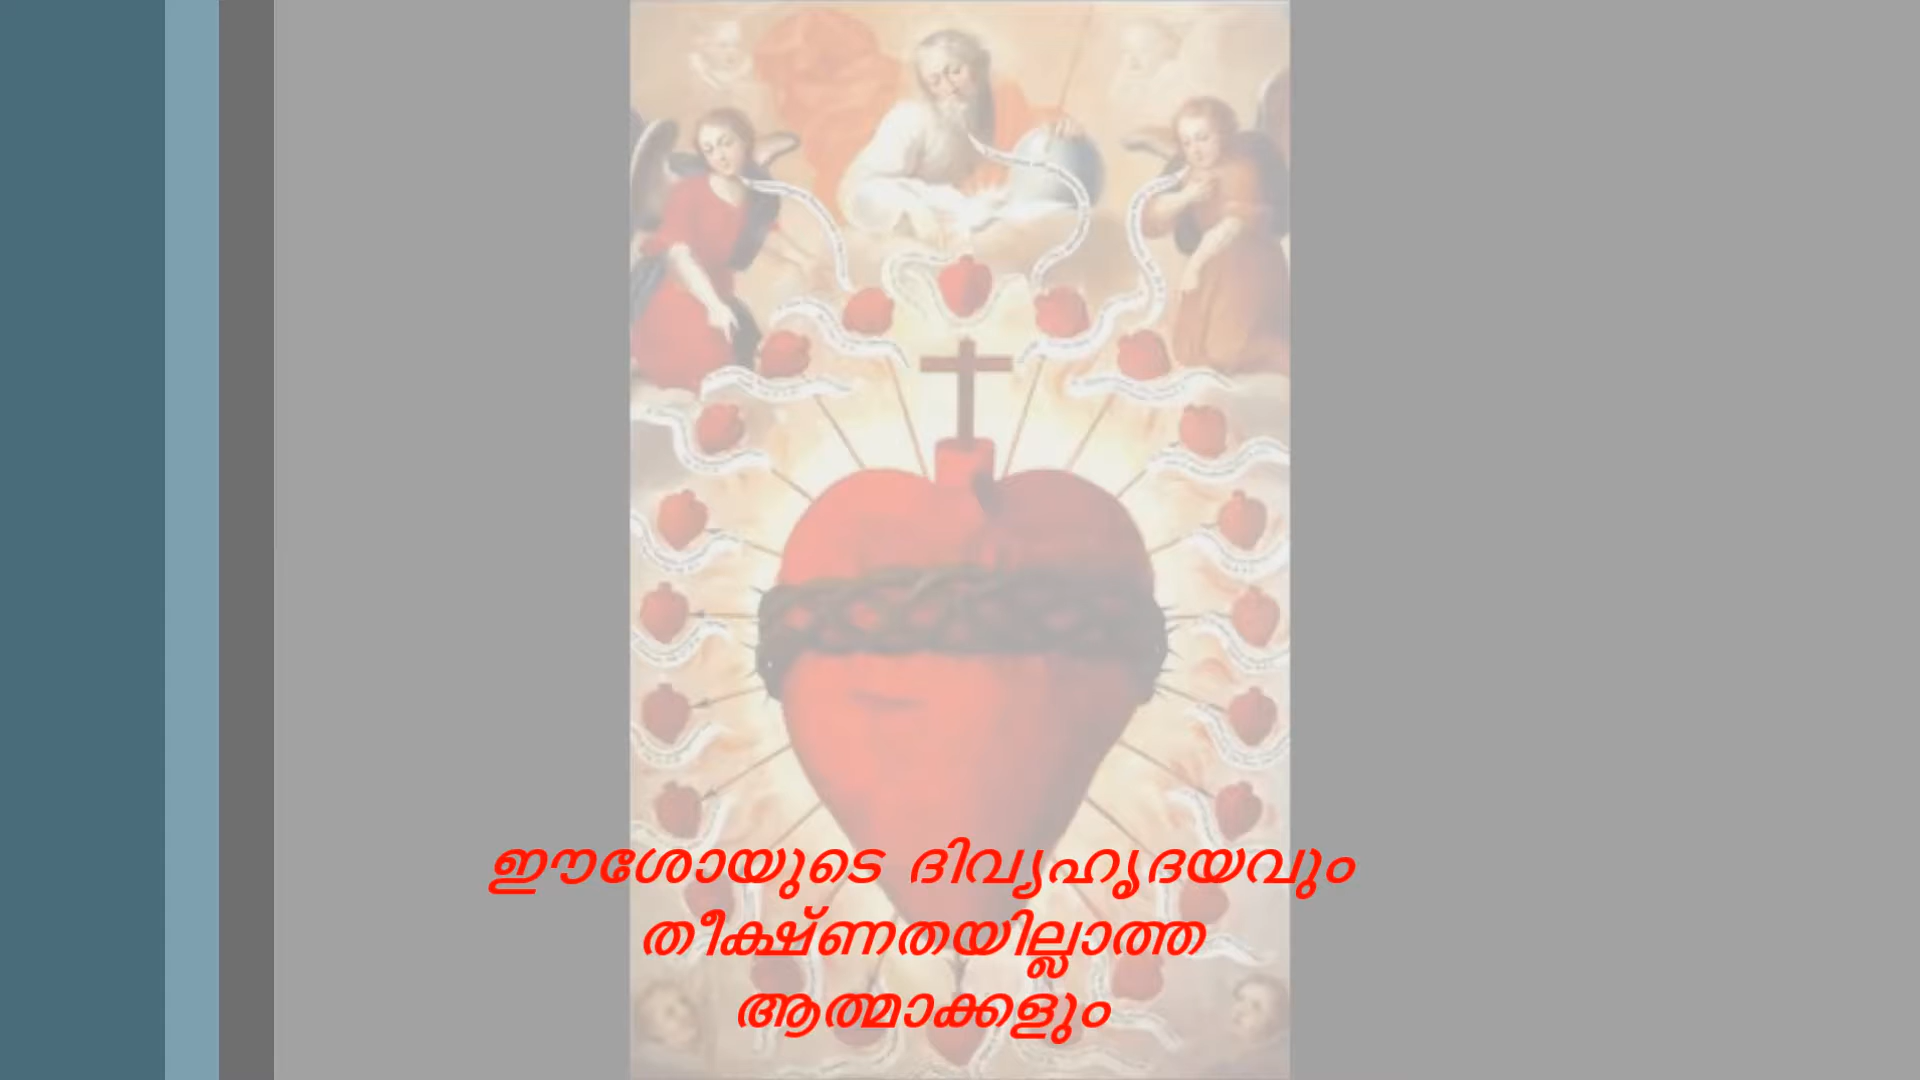 ഈശോയുടെ ദിവ്യഹൃദയവും
തീക്ഷ്ണതയില്ലാത്ത
ആത്മാക്കളും